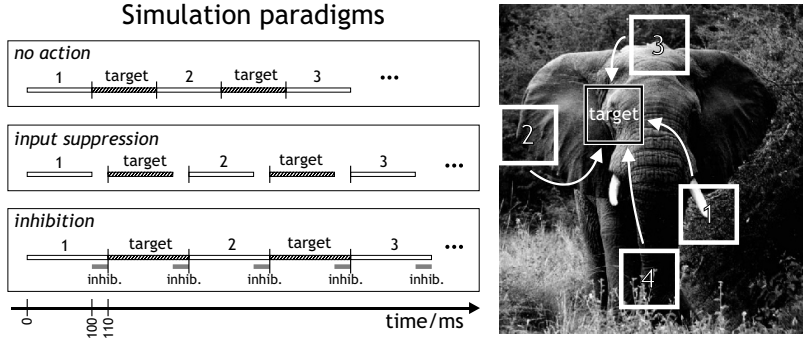 Simulation paradigms
no action
1 target 2 target 3 ...
input suppression
1 target 2 target 3 ...
inhibition
1 target 2 target 3 ...
inhib. inhib. inhib. inhib. inhib.
time/ms
0 100 110
3
target
2
1
4